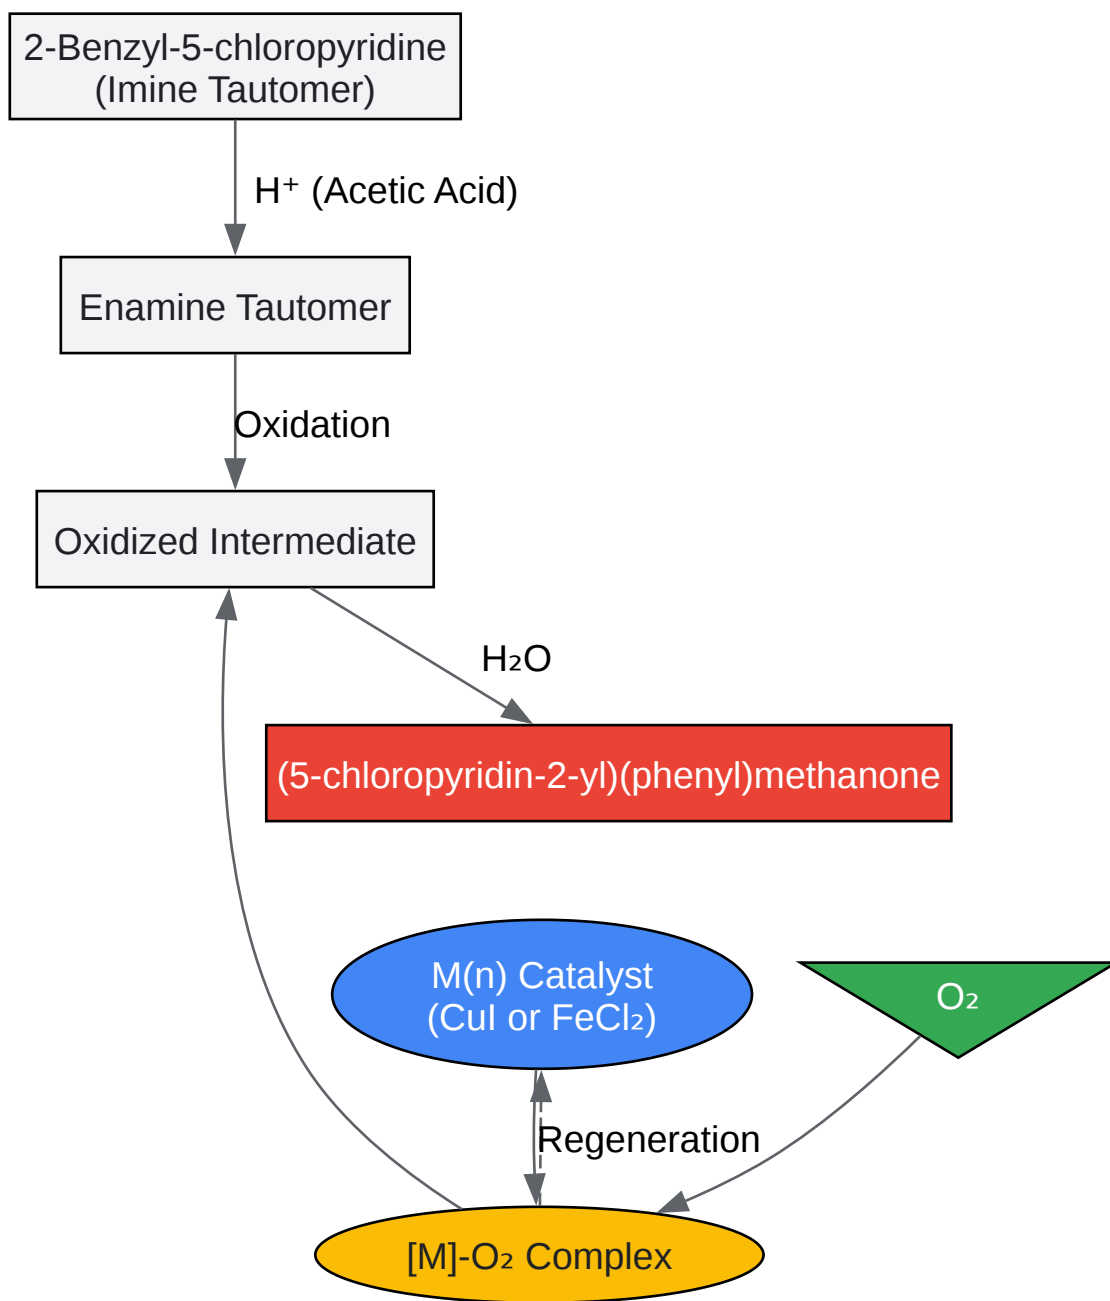 2-Benzyl-5-chloropyridine
(Imine Tautomer)
H⁺ (Acetic Acid)
Enamine Tautomer
Oxidation
Oxidized Intermediate
H₂O
(5-chloropyridin-2-yl)(phenyl)methanone
M(n) Catalyst
(CuI or FeCl₂)
O₂
Regeneration
[M]-O₂ Complex